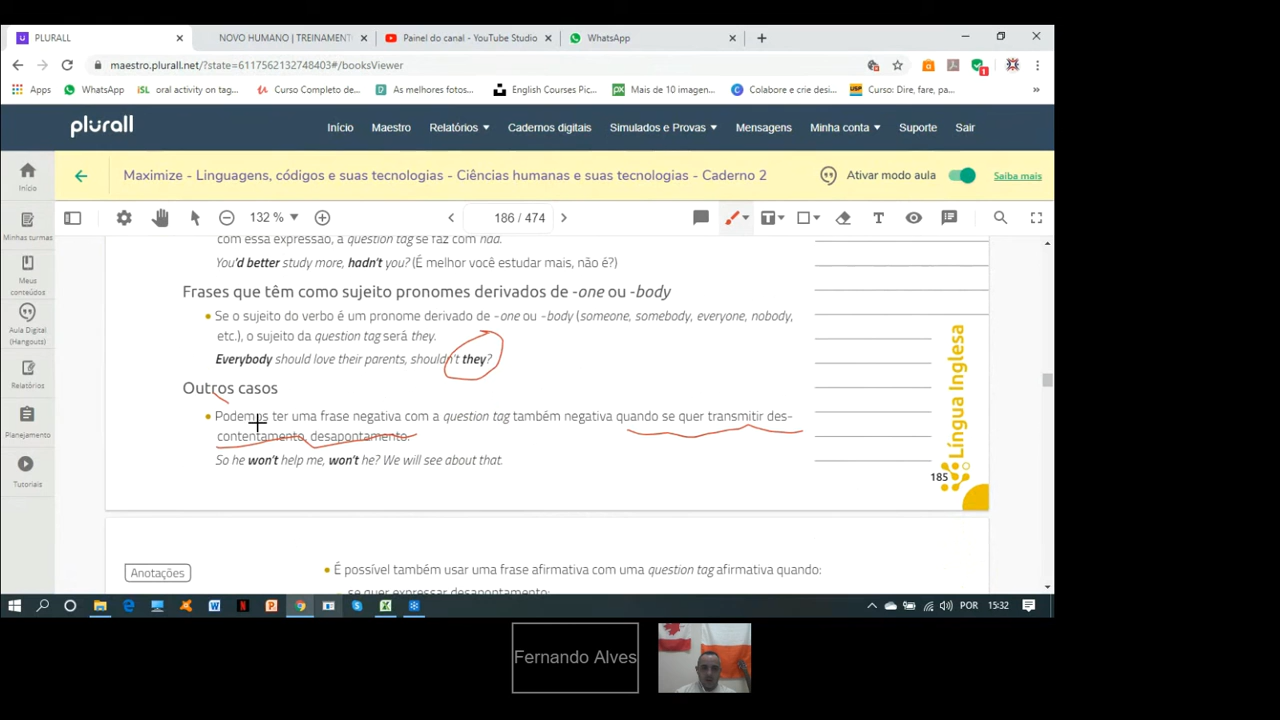 PLURALL
NOVO HUMANO | TREINAMENT
Painel do canal - YouTube Studio
WhatsApp
maestro.plurall.net/?state=6117562132748403#/booksViewer
1
Apps
WhatsApp
oral activity on tag...
Curso Completo de...
As melhores fotos...
English Courses Pic...
Mais de 10 imagen...
Colabore e crie desi...
Curso: Dire, fare, pa...
plurall
Início
Maestro
Relatórios
Cadernos digitais
Simulados e Provas
Mensagens
Minha conta
Suporte
Sair
Maximize - Linguagens, códigos e suas tecnologias - Ciências humanas e suas tecnologias - Caderno 2
Ativar modo aula
Saiba mais
132 %
186 / 474
Início
Minhas turmas
Meus conteúdos
Aula Digital (Hangouts)
Relatórios
Planejamento
Tutoriais
com essa expressão, a question tag se faz com had.
You'd better study more, hadn't you? (É melhor você estudar mais, não é?)
Frases que têm como sujeito pronomes derivados de -one ou -body
• Se o sujeito do verbo é um pronome derivado de -one ou -body (someone, somebody, everyone, nobody,
etc.), o sujeito da question tag será they.
Everybody should love their parents, shouldn't they?
Outros casos
• Podemos ter uma frase negativa com a question tag também negativa quando se quer transmitir des-
contentamento, desapontamento.
So he won't help me, won't he? We will see about that.
Língua Inglesa
185
Anotações
• É possível também usar uma frase afirmativa com uma question tag afirmativa quando:
se quer expressar desapontamento:
POR
15:32
Fernando Alves